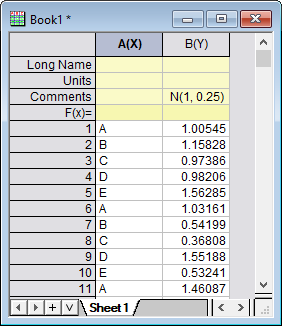 Book1 *
A(X) B(Y)
Long Name
Units
Comments N(1, 0.25)
F(x)=
1 A 1.00545
2 B 1.15828
3 C 0.97386
4 D 0.98206
5 E 1.56285
6 A 1.03161
7 B 0.54199
8 C 0.36808
9 D 1.55188
10 E 0.53241
11 A 1.46087
Sheet1